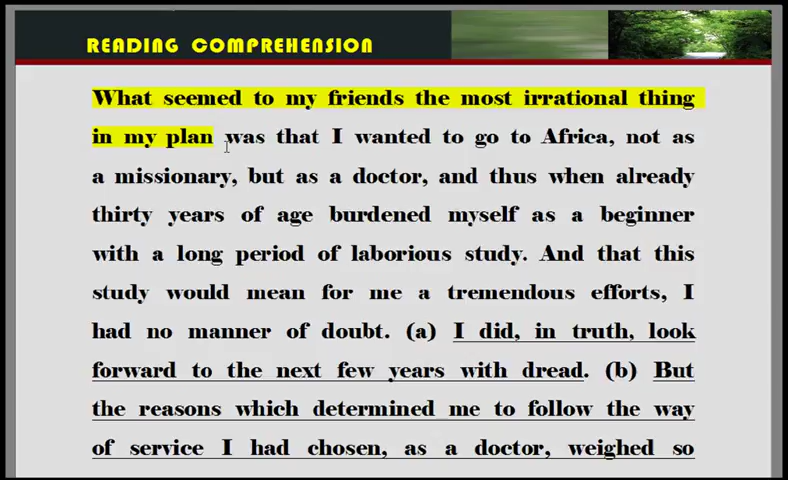 READING COMPREHENSION
What seemed to my friends the most irrational thing
in my plan was that I wanted to go to Africa, not as
a missionary, but as a doctor, and thus when already
thirty years of age burdened myself as a beginner
with a long period of laborious study. And that this
study would mean for me a tremendous efforts, I
had no manner of doubt. (a) I did, in truth, look
forward to the next few years with dread. (b) But
the reasons which determined me to follow the way
of service I had chosen, as a doctor, weighed so